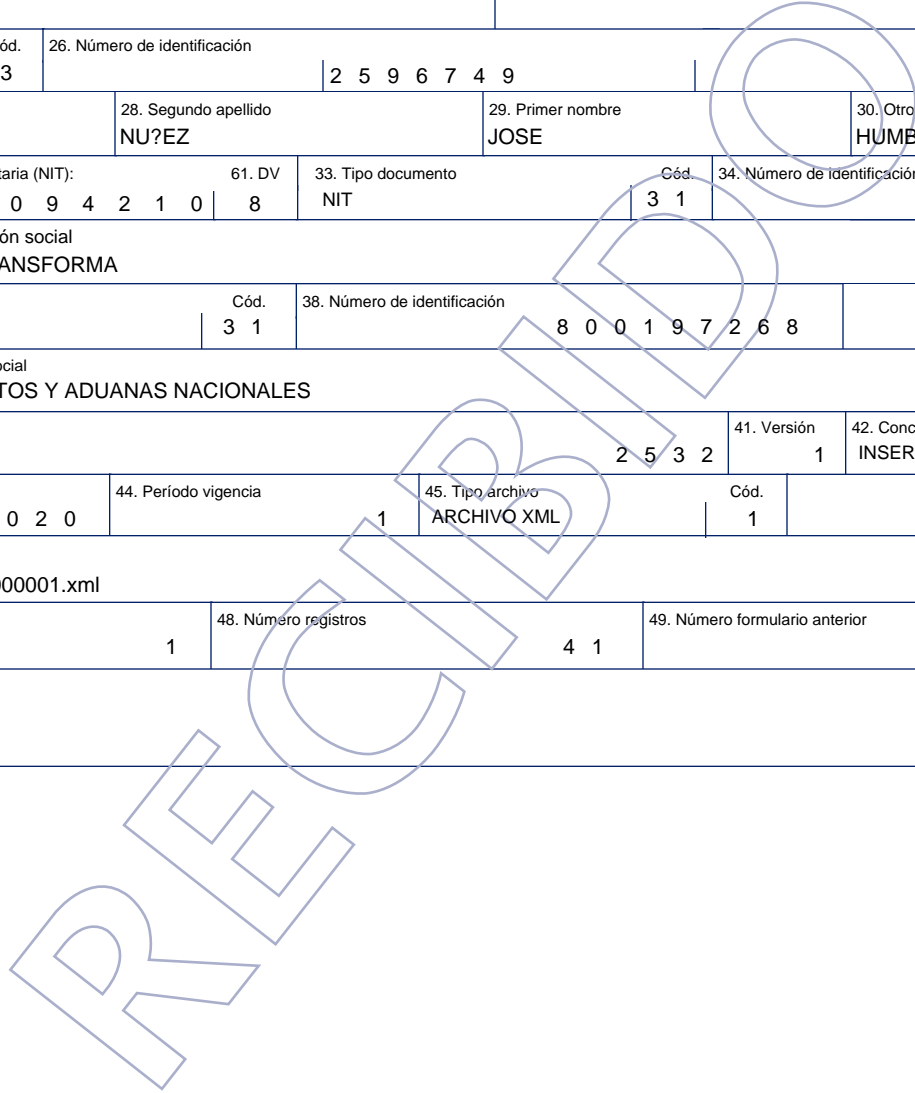 ód. 26. Número de identificación
3 2 5 9 6 7 4 9
28. Segundo apellido 29. Primer nombre 30. Otro
NU?EZ JOSE HUMB
taria (NIT): 61. DV 33. Tipo documento Cód. 34. Número de identificación
0 9 4 2 1 0 8 NIT 3 1
ón social
ANSFORMA
Cód. 38. Número de identificación
3 1 8 0 0 1 9 7 2 6 8
ocial
TOS Y ADUANAS NACIONALES
41. Versión 42. Conc
2 5 3 2 1 INSER
44. Período vigencia 45. Tipo archivo Cód.
0 2 0 1 ARCHIVO XML 1
000001.xml
48. Número registros 49. Número formulario anterior
1 4 1
RECIBIDO